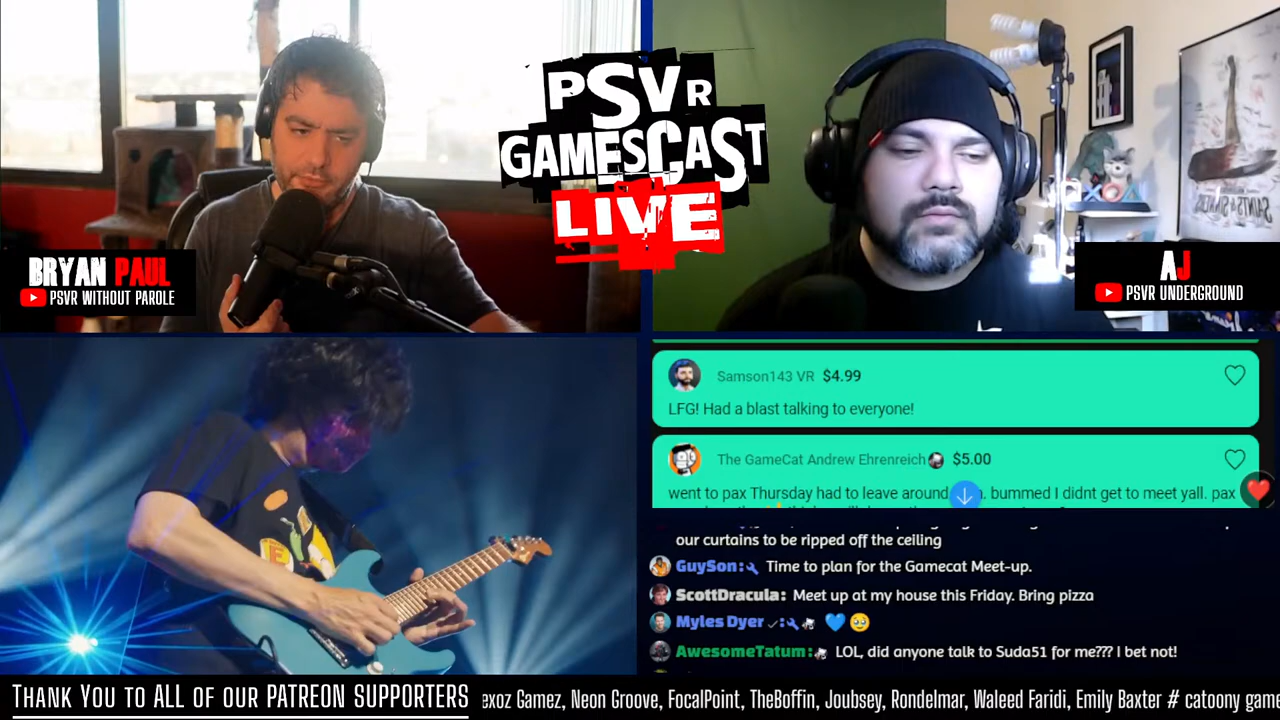 PSVR
GAMESCAST
LIVE
BRYAN PAUL
PSVR WITHOUT PAROLE
AJ
PSVR UNDERGROUND
Samson143 VR $4.99
LFG! Had a blast talking to everyone!
The GameCat Andrew Ehrenreich $5.00
went to pax Thursday had to leave around . bummed I didnt get to meet yall. pax
our curtains to be ripped off the ceiling
GuySon: Time to plan for the Gamecat Meet-up.
ScottDracula: Meet up at my house this Friday. Bring pizza
Myles Dyer ✓: 💙 🥹
AwesomeTatum: LOL, did anyone talk to Suda51 for me??? I bet not!
THANK YOU TO ALL OF OUR PATREON SUPPORTERS
exoz Gamez, Neon Groove, FocalPoint, TheBoffin, Joubsey, Rondelmar, Waleed Faridi, Emily Baxter # catoony gam